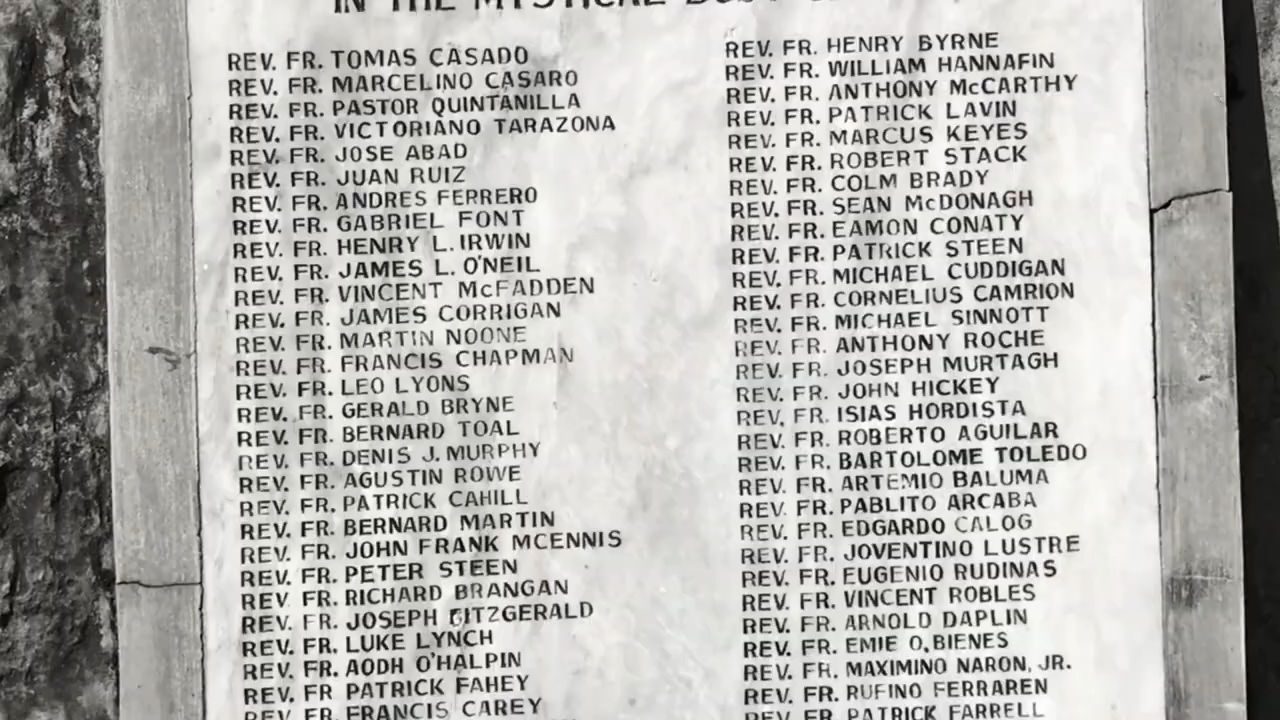 IN THE MYSTICAL BODY
REV. FR. TOMAS CASADO
REV. FR. MARCELINO CASARO
REV. FR. PASTOR QUINTANILLA
REV. FR. VICTORIANO TARAZONA
REV. FR. JOSE ABAD
REV. FR. JUAN RUIZ
REV. FR. ANDRES FERRERO
REV. FR. GABRIEL FONT
REV. FR. HENRY L. IRWIN
REV. FR. JAMES L. O'NEIL
REV. FR. VINCENT McFADDEN
REV. FR. JAMES CORRIGAN
REV. FR. MARTIN NOONE
REV. FR. FRANCIS CHAPMAN
REV. FR. LEO LYONS
REV. FR. GERALD BRYNE
REV. FR. BERNARD TOAL
REV. FR. DENIS J. MURPHY
REV. FR. AGUSTIN ROWE
REV. FR. PATRICK CAHILL
REV. FR. BERNARD MARTIN
REV. FR. JOHN FRANK MCENNIS
REV. FR. PETER STEEN
REV. FR. RICHARD BRANGAN
REV. FR. JOSEPH FITZGERALD
REV. FR. LUKE LYNCH
REV. FR. AODH O'HALPIN
REV. FR PATRICK FAHEY
REV. FR. FRANCIS CAREY
REV. FR. HENRY BYRNE
REV. FR. WILLIAM HANNAFIN
REV. FR. ANTHONY McCARTHY
REV. FR. PATRICK LAVIN
REV. FR. MARCUS KEYES
REV. FR. ROBERT STACK
REV. FR. COLM BRADY
REV. FR. SEAN McDONAGH
REV. FR. EAMON CONATY
REV. FR. PATRICK STEEN
REV. FR. MICHAEL CUDDIGAN
REV. FR. CORNELIUS CAMRION
REV. FR. MICHAEL SINNOTT
REV. FR. ANTHONY ROCHE
REV. FR. JOSEPH MURTAGH
REV. FR. JOHN HICKEY
REV. FR. ISIAS HORDISTA
REV. FR. ROBERTO AGUILAR
REV. FR. BARTOLOME TOLEDO
REV. FR. ARTEMIO BALUMA
REV. FR. PABLITO ARCABA
REV. FR. EDGARDO CALOG
REV. FR. JOVENTINO LUSTRE
REV. FR. EUGENIO RUDINAS
REV. FR. VINCENT ROBLES
REV. FR. ARNOLD DAPLIN
REV. FR. EMIE O. BIENES
REV. FR. MAXIMINO NARON, JR.
REV. FR. RUFINO FERRAREN
REV. FR. PATRICK FARRELL